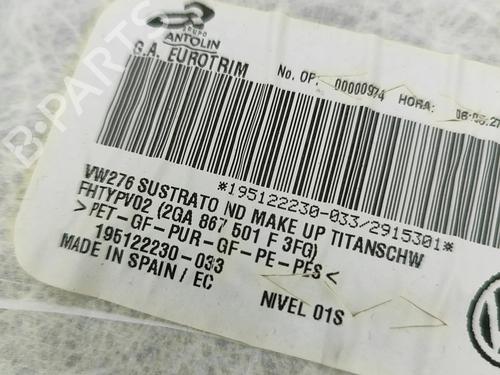 GRUPO
ANTOLIN
G.A. EUROTRIM
No. OP: 00000974 HORA:
*195122230-033/2915301*
VW276 SUSTRATO ND MAKE UP TITANSCHW
FHTYPV02 (2GA 867 501 F 3FG)
>PET-GF-PUR-GF-PE-PES<
195122230-033
MADE IN SPAIN / EC
NIVEL 01S
B-PARTS